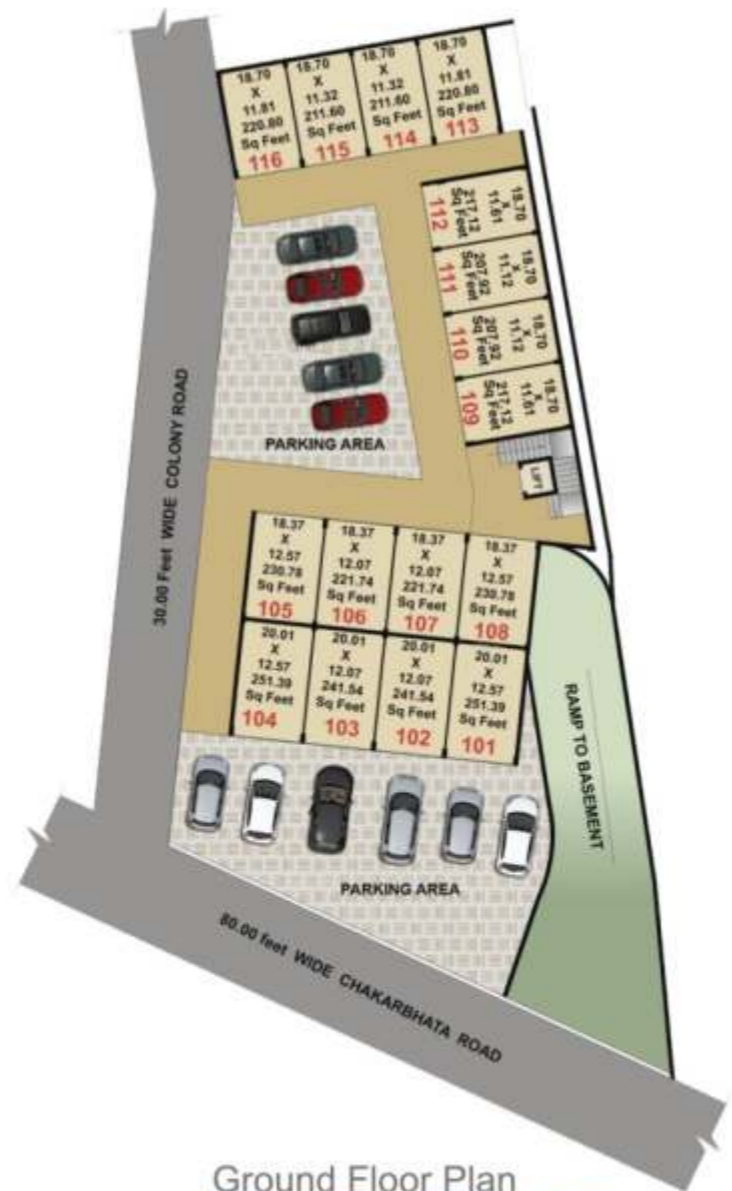 18.70
X
11.81
220.80
Sq Feet
116
18.70
X
11.32
211.60
Sq Feet
115
18.70
X
11.32
211.60
Sq Feet
114
18.70
X
11.81
220.80
Sq Feet
113
18.70
x
11.61
217.12
Sq Feet
112
18.70
x
11.12
207.92
Sq Feet
111
18.70
x
11.12
207.92
Sq Feet
110
18.70
x
11.61
217.12
Sq Feet
109
PARKING AREA
LIFT
30.00 Feet WIDE COLONY ROAD
18.37
X
12.57
230.78
Sq Feet
105
18.37
X
12.07
221.74
Sq Feet
106
18.37
X
12.07
221.74
Sq Feet
107
18.37
X
12.57
230.78
Sq Feet
108
20.01
X
12.57
251.39
Sq Feet
104
20.01
X
12.07
241.54
Sq Feet
103
20.01
X
12.07
241.54
Sq Feet
102
20.01
X
12.57
251.39
Sq Feet
101
RAMP TO BASEMENT
PARKING AREA
80.00 feet WIDE CHAKARBHATA ROAD
Ground Floor Plan